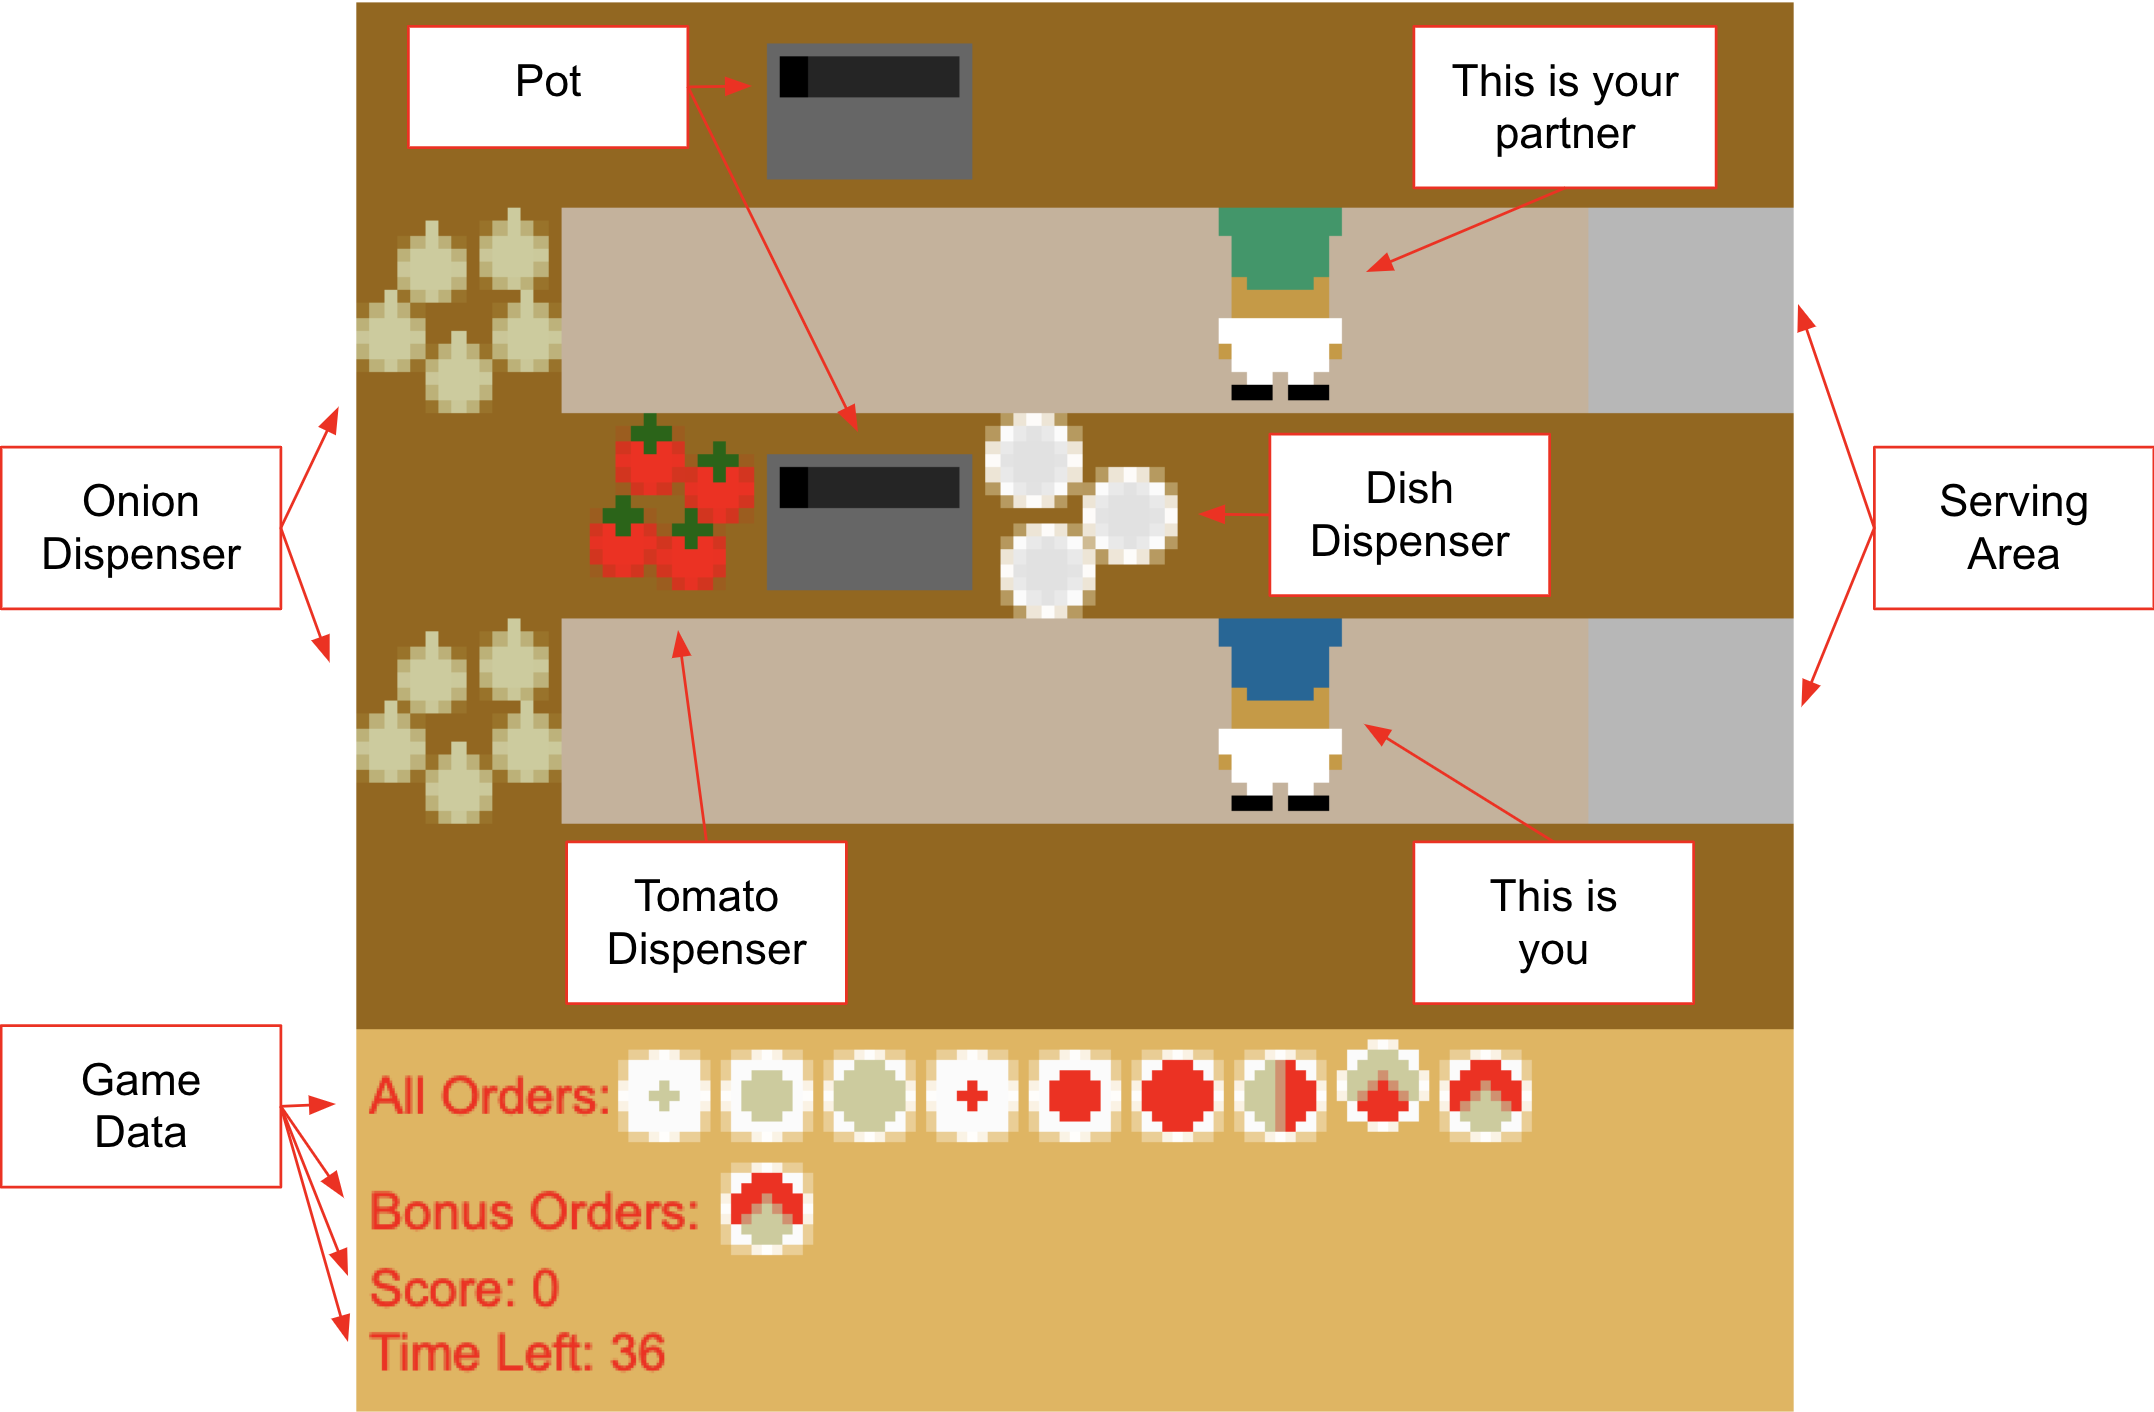 Pot
This is your
partner
Onion
Dispenser
Dish
Dispenser
Serving
Area
Tomato
Dispenser
This is
you
Game
Data
All Orders:
Bonus Orders:
Score: 0
Time Left: 36